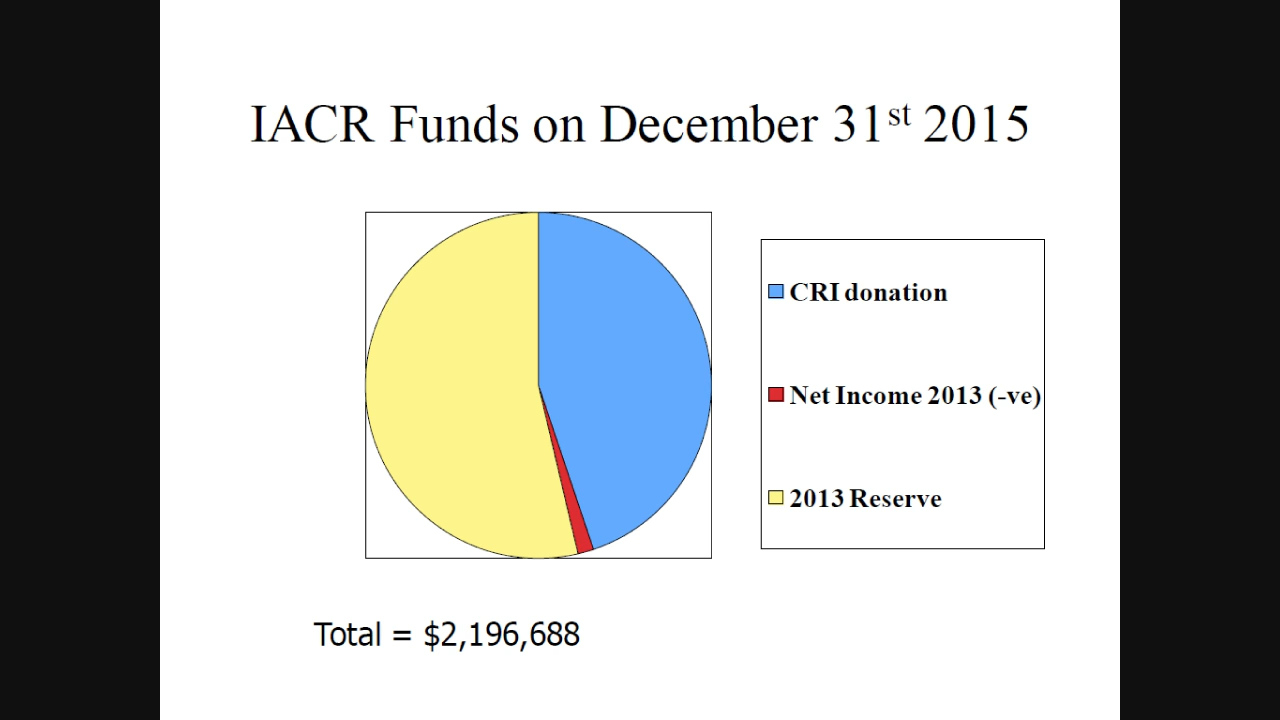 IACR Funds on December 31st 2015
CRI donation
Net Income 2013 (-ve)
2013 Reserve
Total = $2,196,688